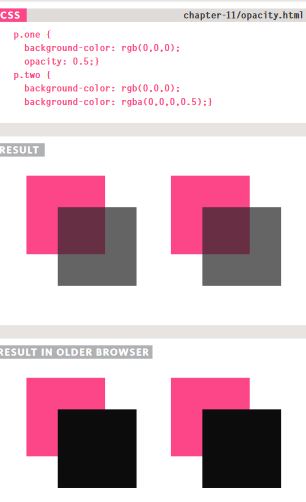 CSS
chapter-11/opacity.html
p.one {
background-color: rgb(0,0,0);
opacity: 0.5;}
p.two {
background-color: rgb(0,0,0);
background-color: rgba(0,0,0,0.5);}
RESULT
RESULT IN OLDER BROWSER